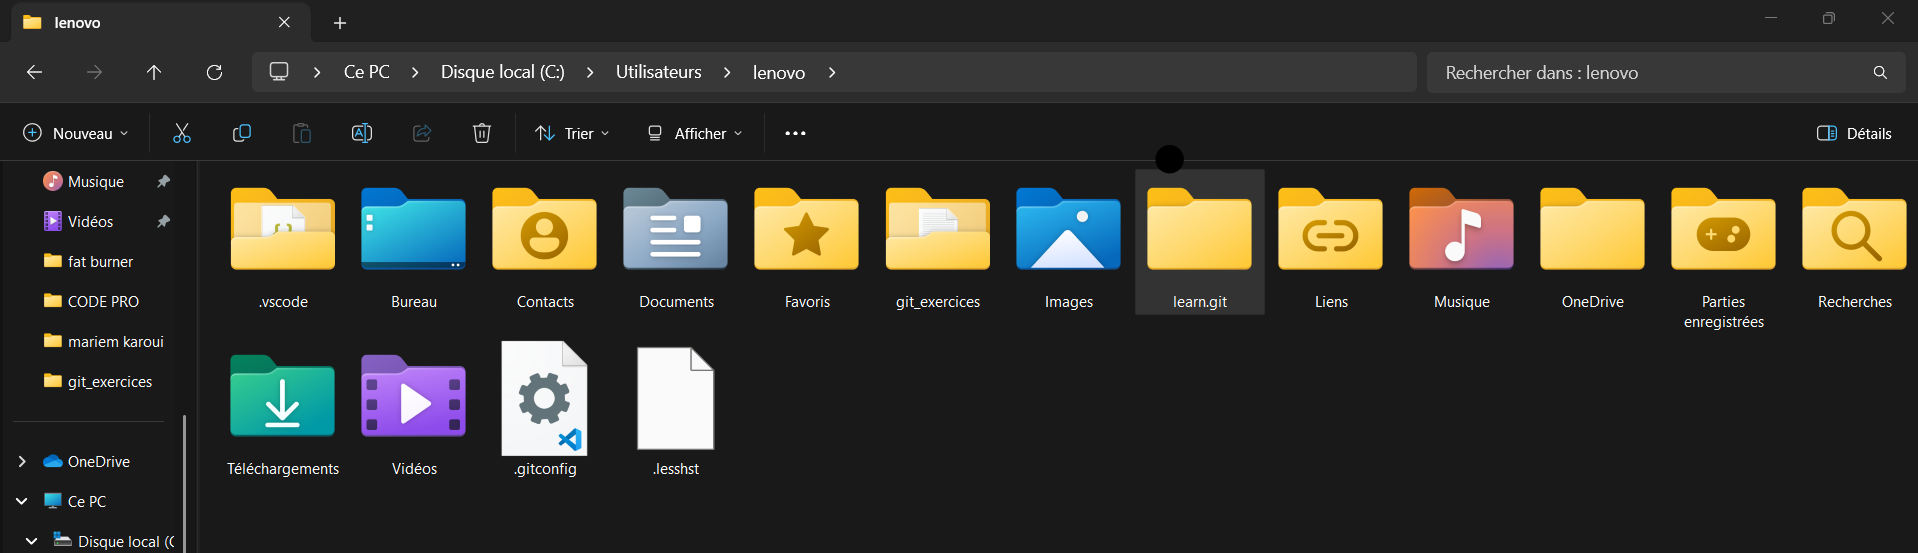 lenovo
Ce PC
Disque local (C:)
Utilisateurs
lenovo
Rechercher dans : lenovo
Nouveau
Trier
Afficher
Détails
Musique
Vidéos
fat burner
CODE PRO
mariem karoui
git_exercices
OneDrive
Ce PC
Disque local (C
.vscode
Bureau
Contacts
Documents
Favoris
git_exercices
Images
learn.git
Liens
Musique
OneDrive
Parties
enregistrées
Recherches
Téléchargements
Vidéos
.gitconfig
.lesshst